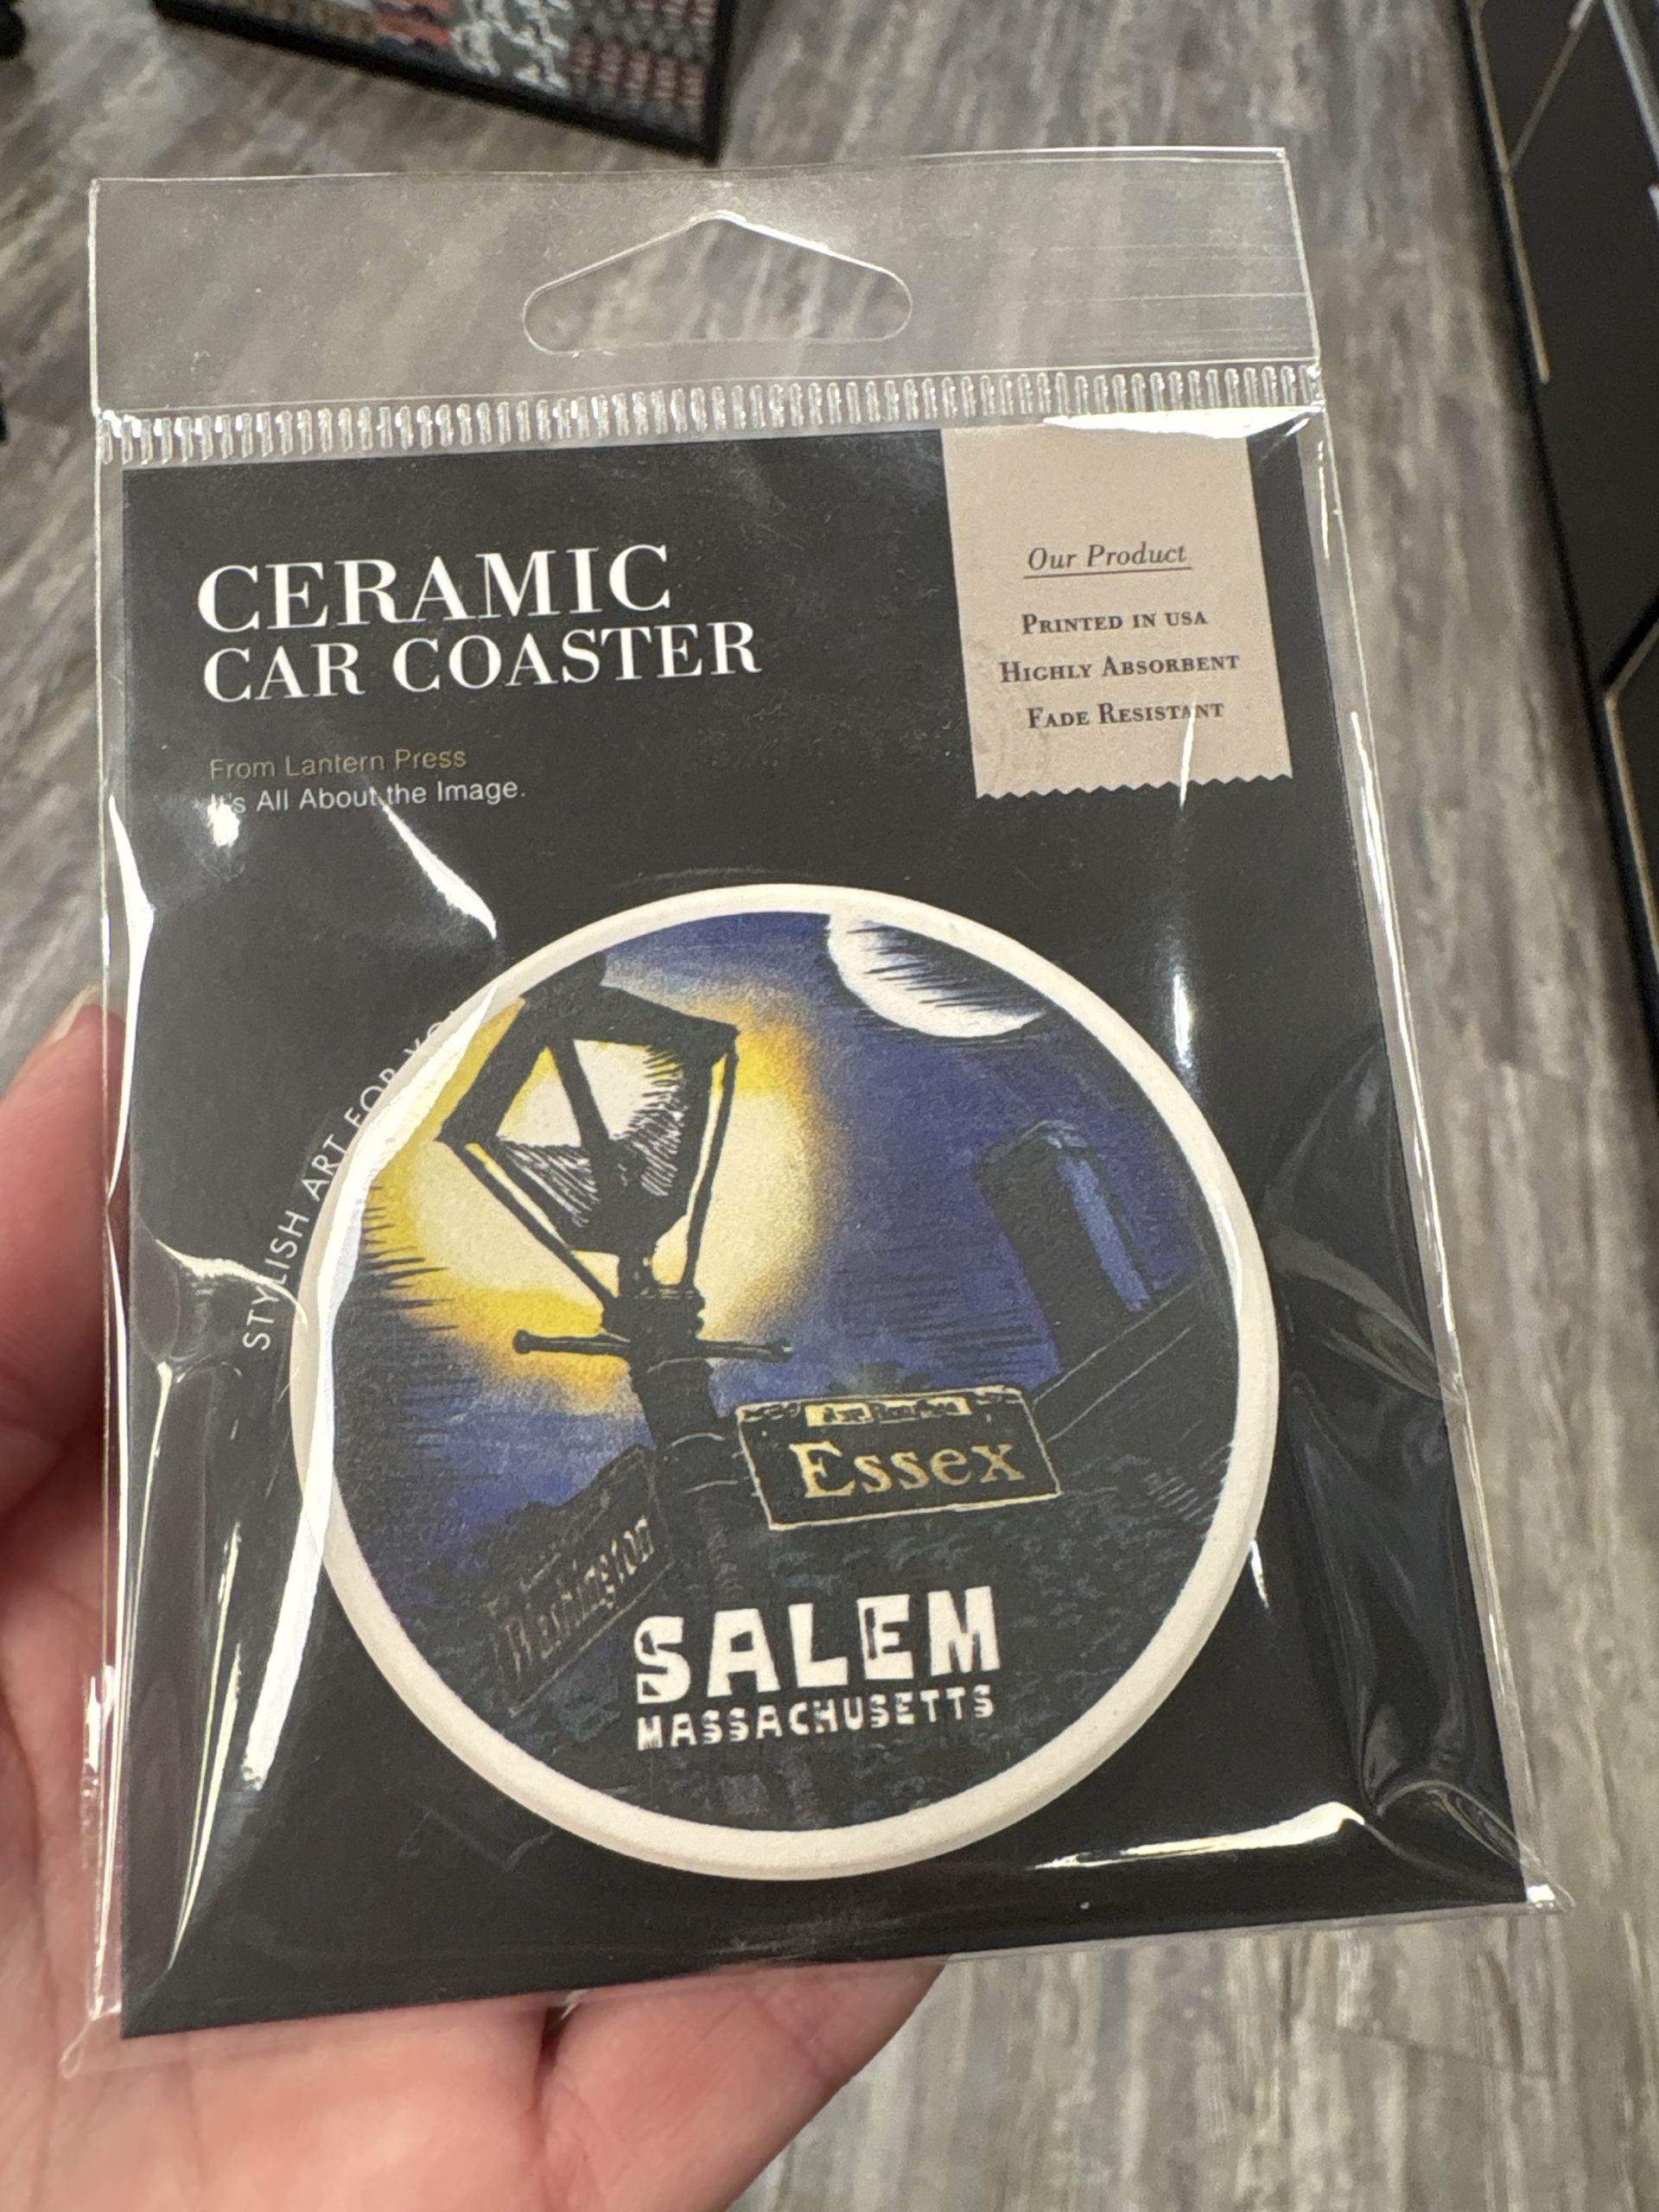 CERAMIC
CAR COASTER
From Lantern Press
It's All About the Image.
Our Product
PRINTED IN USA
HIGHLY ABSORBENT
FADE RESISTANT
STYLISH ART FOR
Essex
Washington
SALEM
MASSACHUSETTS